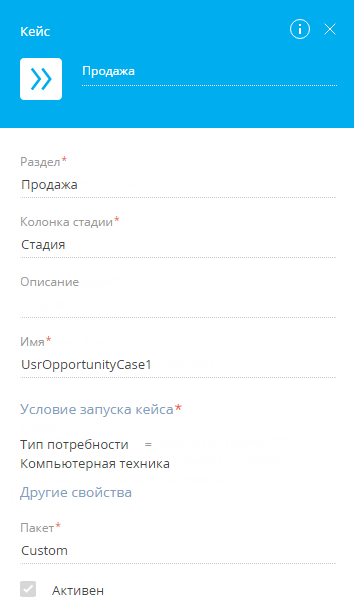 Кейс
Продажа
Раздел*
Продажа
Колонка стадии*
Стадия
Описание
Имя*
UsrOpportunityCase1
Условие запуска кейса*
Тип потребности =
Компьютерная техника
Другие свойства
Пакет*
Custom
Активен